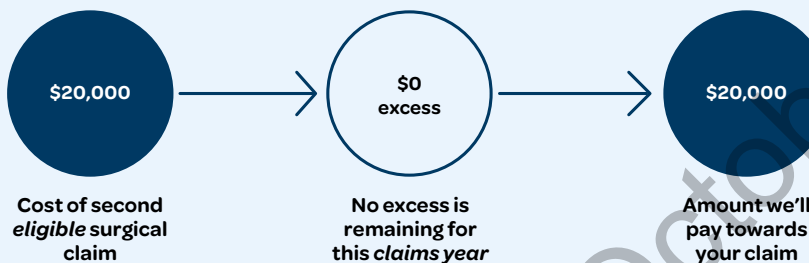 $20,000
$0
excess
$20,000
Cost of second
eligible surgical
claim
No excess is
remaining for
this claims year
Amount we'll
pay towards
your claim